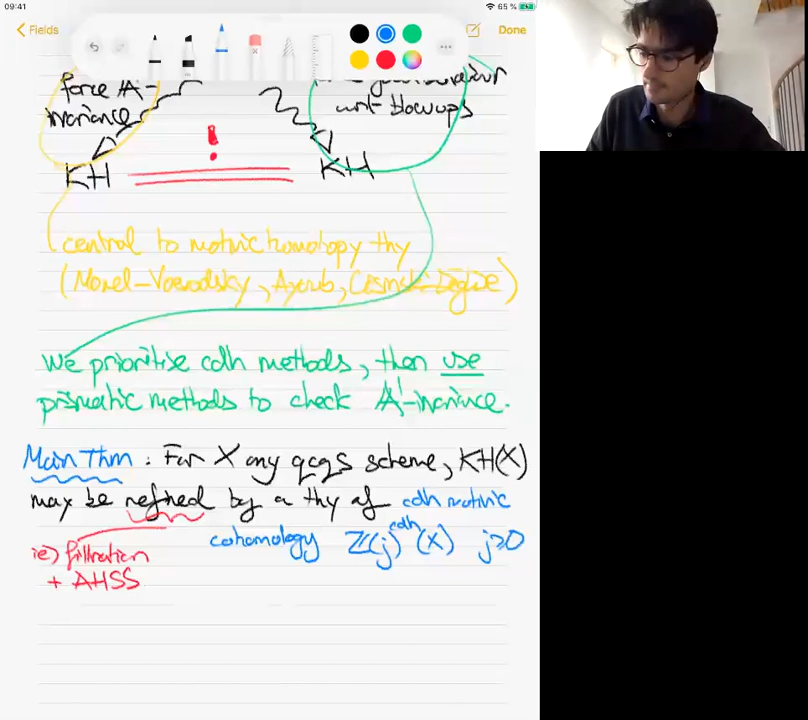 09:41
65 %
Fields
Done
force A-
invariance
wrt blowups
!
KH
KH
central to motivic homotopy thy
(Morel-Voevodsky, Ayoub, Cisinski-Déglise)
We prioritise cdh methods, then use
prismatic methods to check A¹-invariance.
Main Thm : For X any qcqs scheme, KH(X)
may be refined by a thy of cdh motivic
cohomology ℤ(j)^cdh (X) j≥0
ie) filtration
+ AHSS